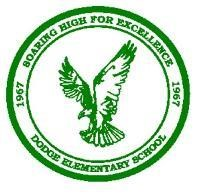 SOARING HIGH FOR EXCELLENCE
1967
1967
DODGE ELEMENTARY SCHOOL